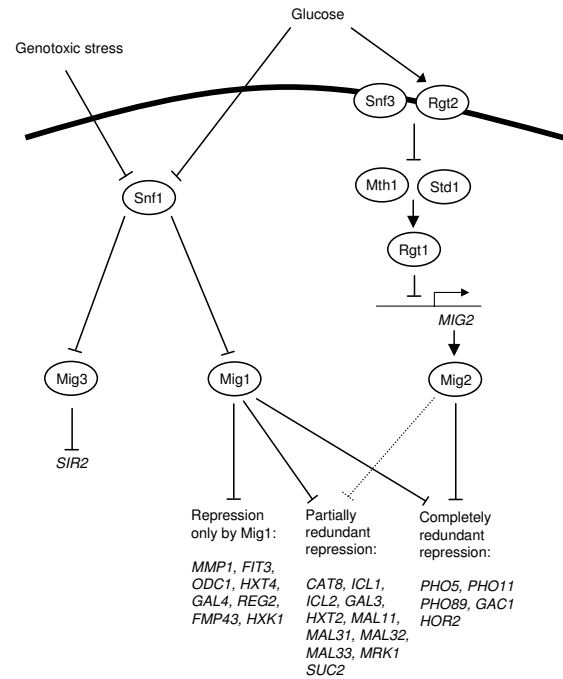 Glucose
Genotoxic stress
Snf3
Rgt2
Snf1
Mth1
Std1
Rgt1
MIG2
Mig3
Mig1
Mig2
SIR2
Repression
only by Mig1:
MMP1, FIT3,
ODC1, HXT4,
GAL4, REG2,
FMP43, HXK1
Partially
redundant
repression:
CAT8, ICL1,
ICL2, GAL3,
HXT2, MAL11,
MAL31, MAL32,
MAL33, MRK1
SUC2
Completely
redundant
repression:
PHO5, PHO11
PHO89, GAC1
HOR2